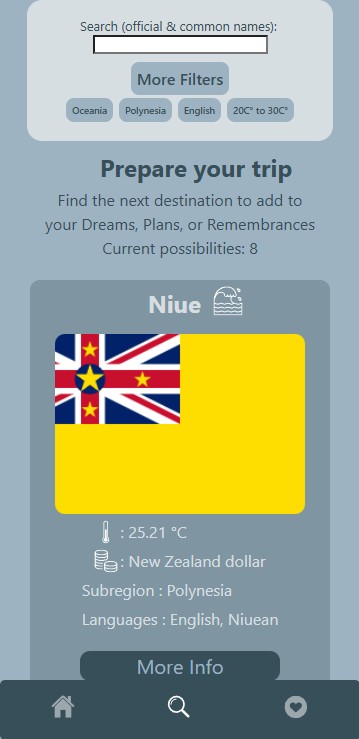 Search (official & common names):
More Filters
Oceania Polynesia English 20C° to 30C°
Prepare your trip
Find the next destination to add to
your Dreams, Plans, or Remembrances
Current possibilities: 8
Niue
: 25.21 °C
: New Zealand dollar
Subregion : Polynesia
Languages : English, Niuean
More Info